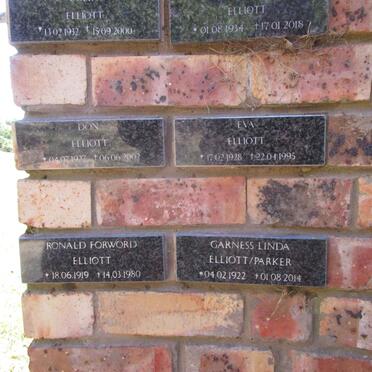 ELLIOTT
*13.02.1932 †15.09.2000
ELLIOTT
*01.08.1934 †17.01.2018
DON
ELLIOTT
*04.07.1927 †06.06.2002
EVA
ELLIOTT
*17.02.1928 †22.04.1995
RONALD FORWORD
ELLIOTT
*18.06.1919 †14.03.1980
GARNESS LINDA
ELLIOTT/PARKER
*04.02.1922 †01.08.2014